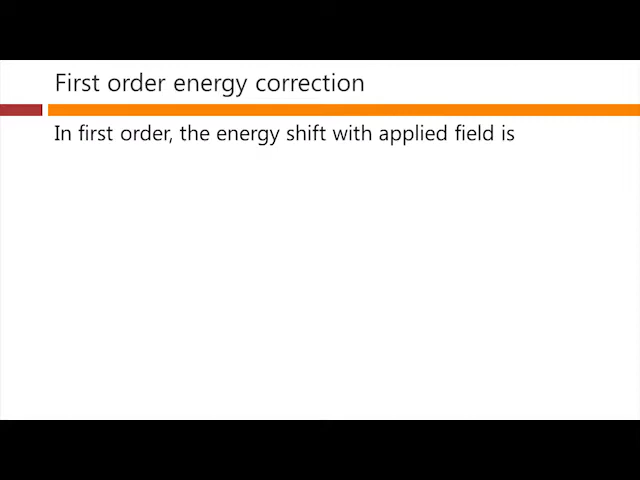 First order energy correction
In first order, the energy shift with applied field is